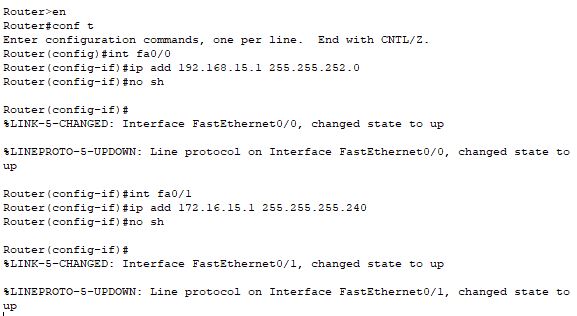 Router>en
Router#conf t
Enter configuration commands, one per line.  End with CNTL/Z.
Router(config)#int fa0/0
Router(config-if)#ip add 192.168.15.1 255.255.252.0
Router(config-if)#no sh
Router(config-if)#
%LINK-5-CHANGED: Interface FastEthernet0/0, changed state to up
%LINEPROTO-5-UPDOWN: Line protocol on Interface FastEthernet0/0, changed state to
up
Router(config-if)#int fa0/1
Router(config-if)#ip add 172.16.15.1 255.255.255.240
Router(config-if)#no sh
Router(config-if)#
%LINK-5-CHANGED: Interface FastEthernet0/1, changed state to up
%LINEPROTO-5-UPDOWN: Line protocol on Interface FastEthernet0/1, changed state to
up